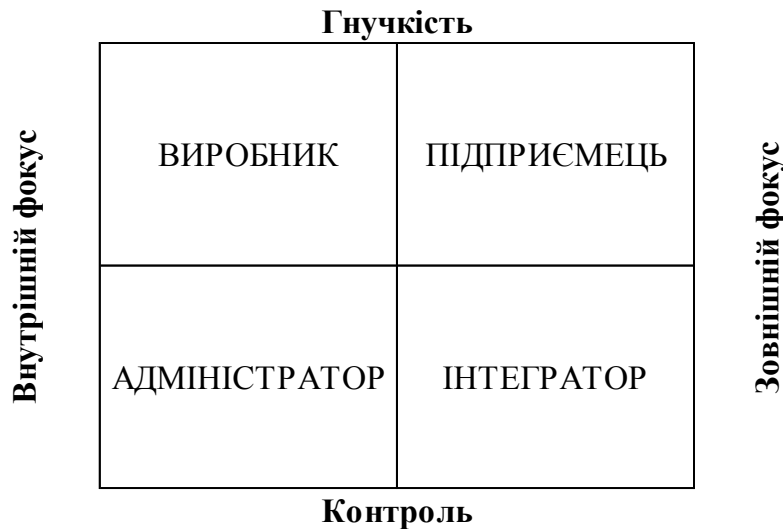 Гнучкість
Внутрішній фокус
ВИРОБНИК
ПІДПРИЄМЕЦЬ
Зовнішній фокус
АДМІНІСТРАТОР
ІНТЕГРАТОР
Контроль